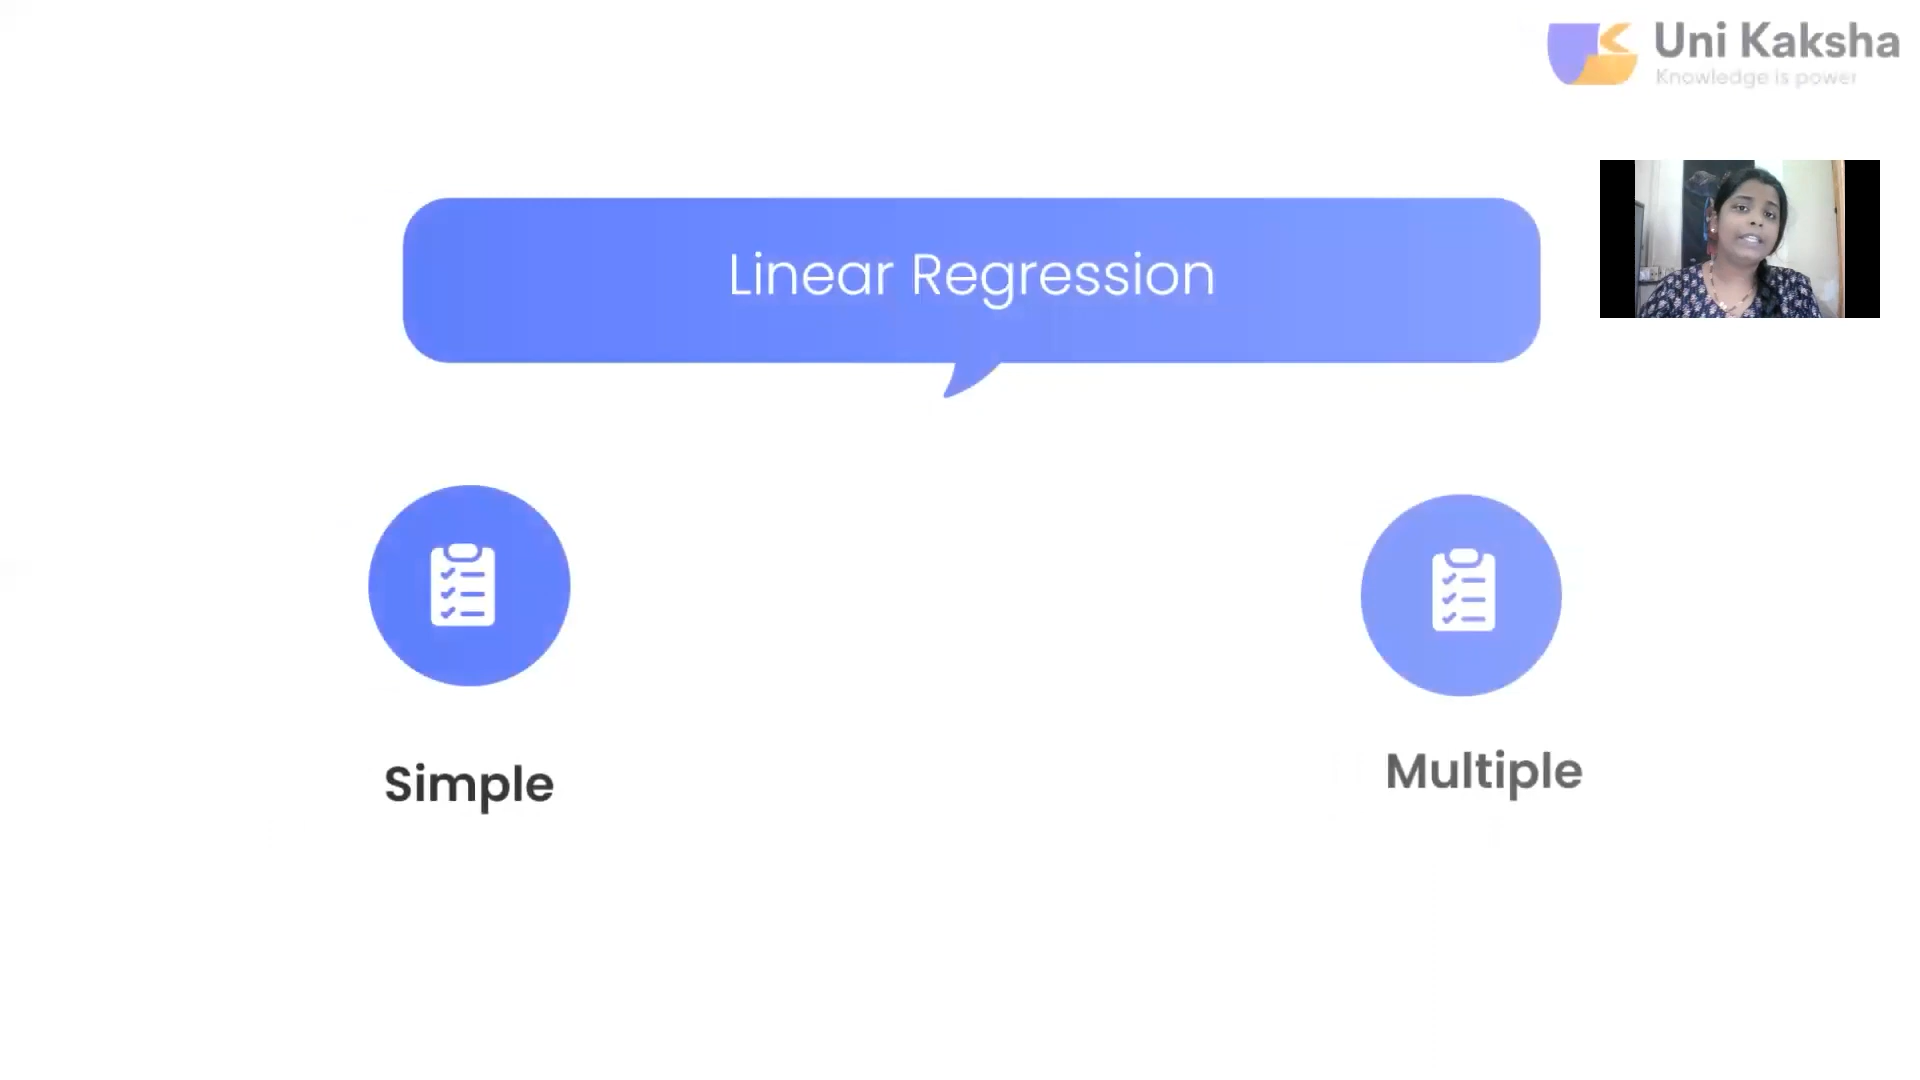 Uni Kaksha
Knowledge is power
Linear Regression
Simple
Multiple